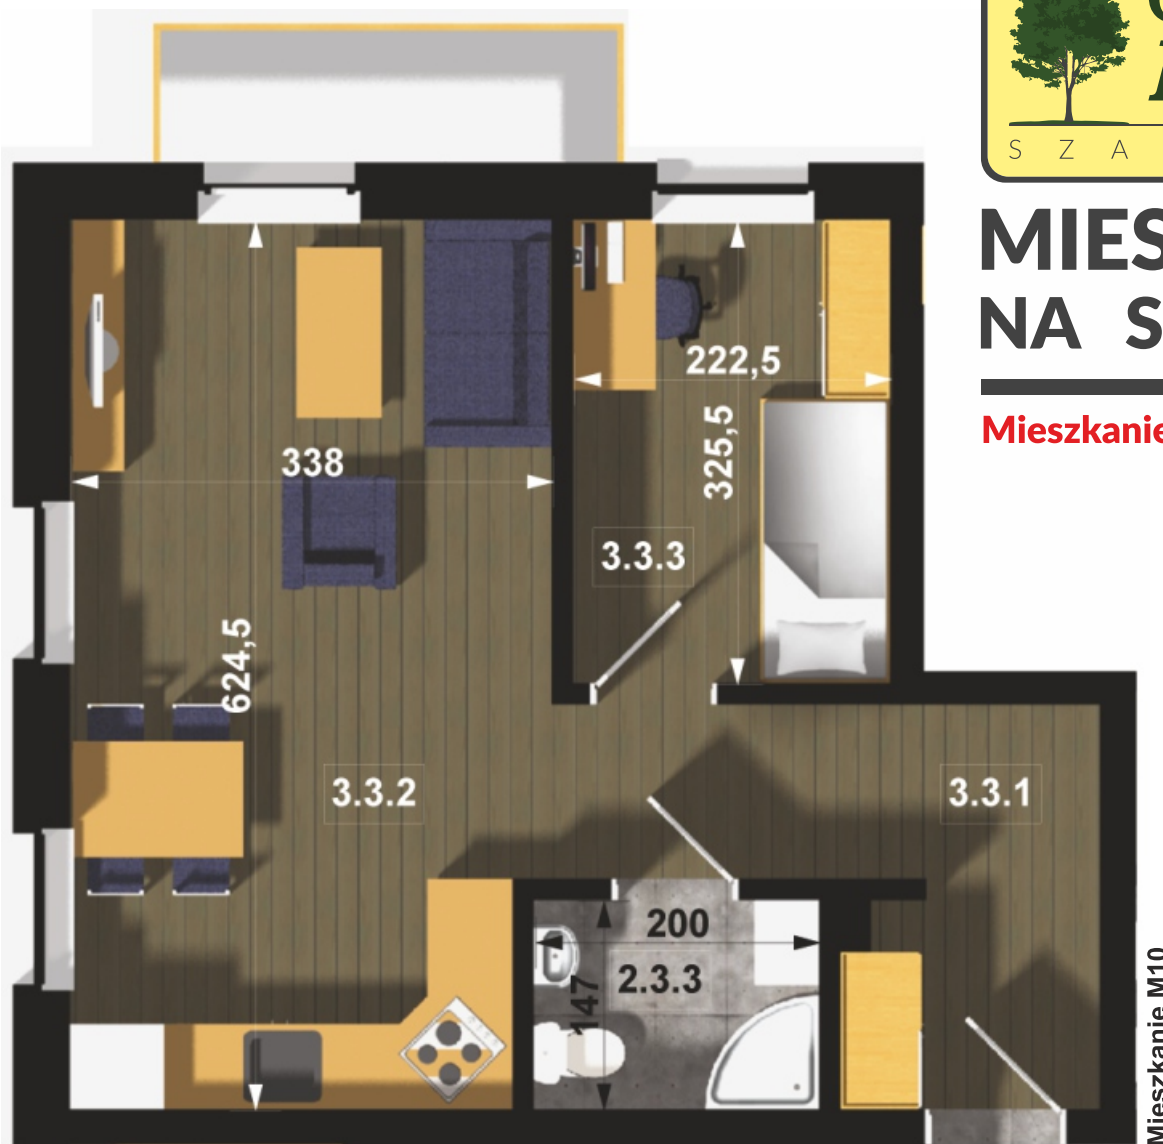 S Z A
MIES
NA S
Mieszkanie
222,5
325,5
338
3.3.3
624,5
3.3.2
3.3.1
200
2.3.3
147
Mieszkanie M10